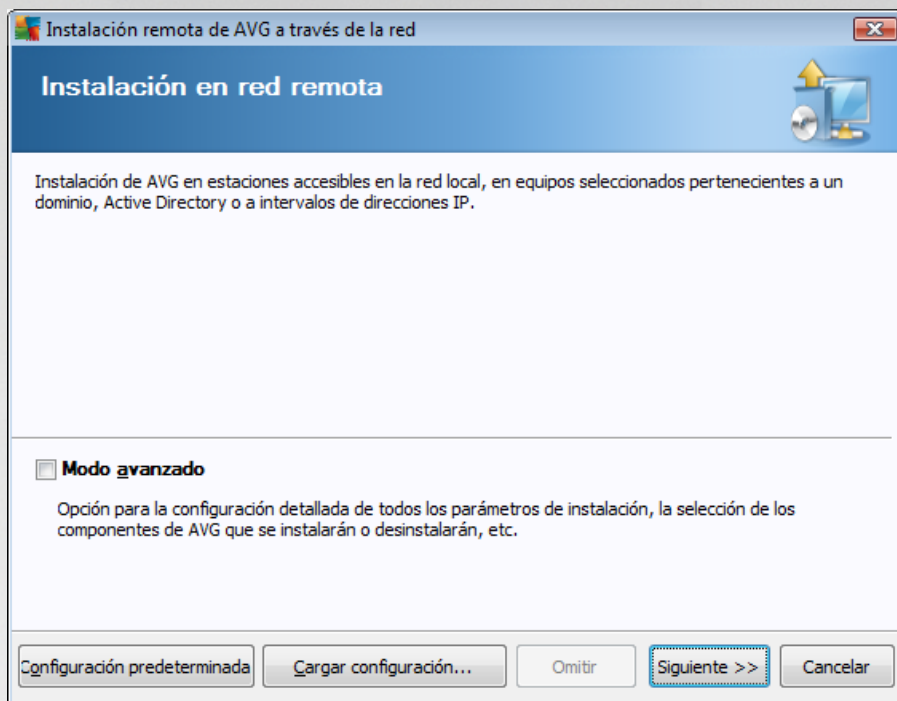 Instalación remota de AVG a través de la red
Instalación en red remota
Instalación de AVG en estaciones accesibles en la red local, en equipos seleccionados pertenecientes a un
dominio, Active Directory o a intervalos de direcciones IP.
Modo avanzado
Opción para la configuración detallada de todos los parámetros de instalación, la selección de los
componentes de AVG que se instalarán o desinstalarán, etc.
Configuración predeterminada
Cargar configuración...
Omitir
Siguiente >>
Cancelar